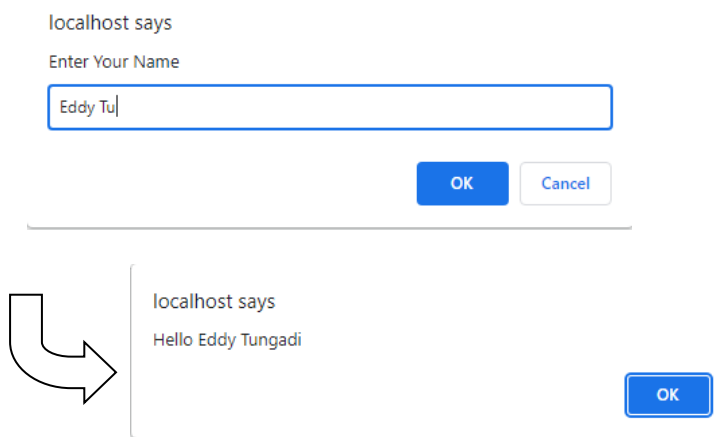 localhost says
Enter Your Name
Eddy Tu
OK Cancel
localhost says
Hello Eddy Tungadi
OK